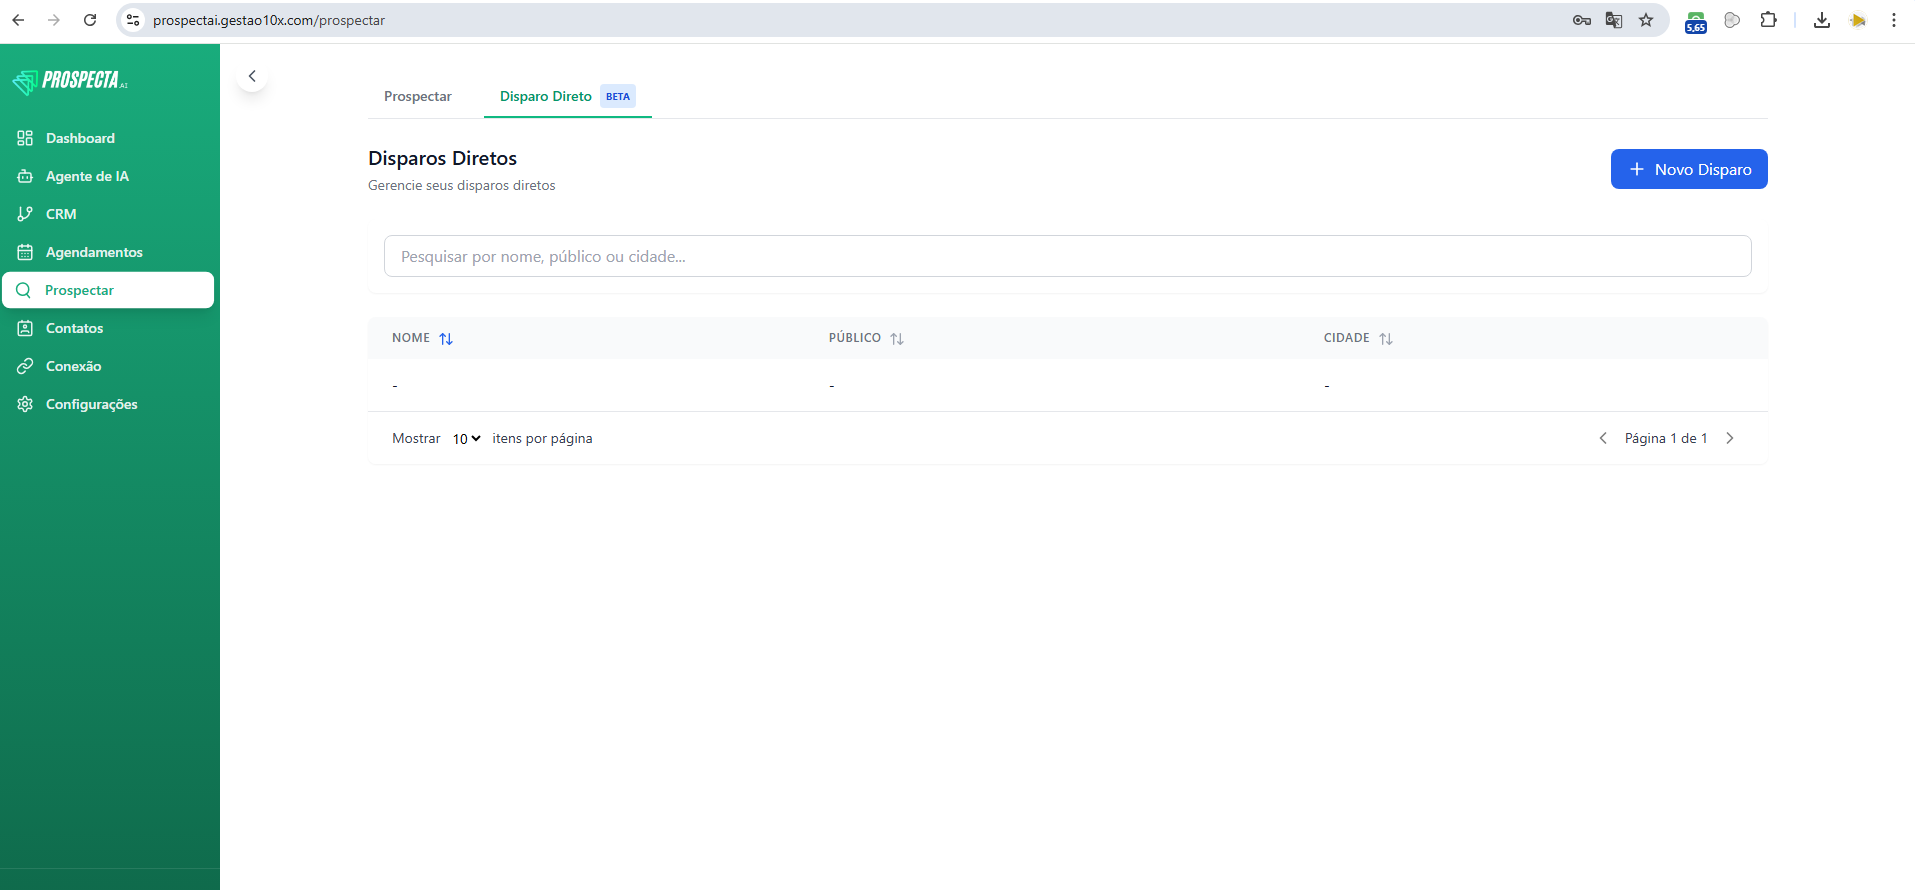 prospectai.gestao10x.com/prospectar
5,65
PROSPECTA.AI
Dashboard
Agente de IA
CRM
Agendamentos
Prospectar
Contatos
Conexão
Configurações
Prospectar
Disparo Direto BETA
Disparos Diretos
Gerencie seus disparos diretos
+ Novo Disparo
Pesquisar por nome, público ou cidade...
NOME PÚBLICO CIDADE
- - -
Mostrar 10 itens por página
Página 1 de 1